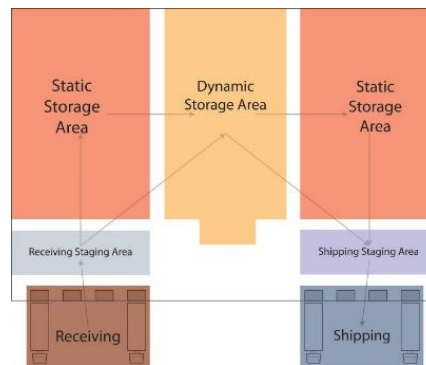 Static
Storage
Area
Dynamic
Storage Area
Static
Storage
Area
Receiving Staging Area
Shipping Staging Area
Receiving
Shipping